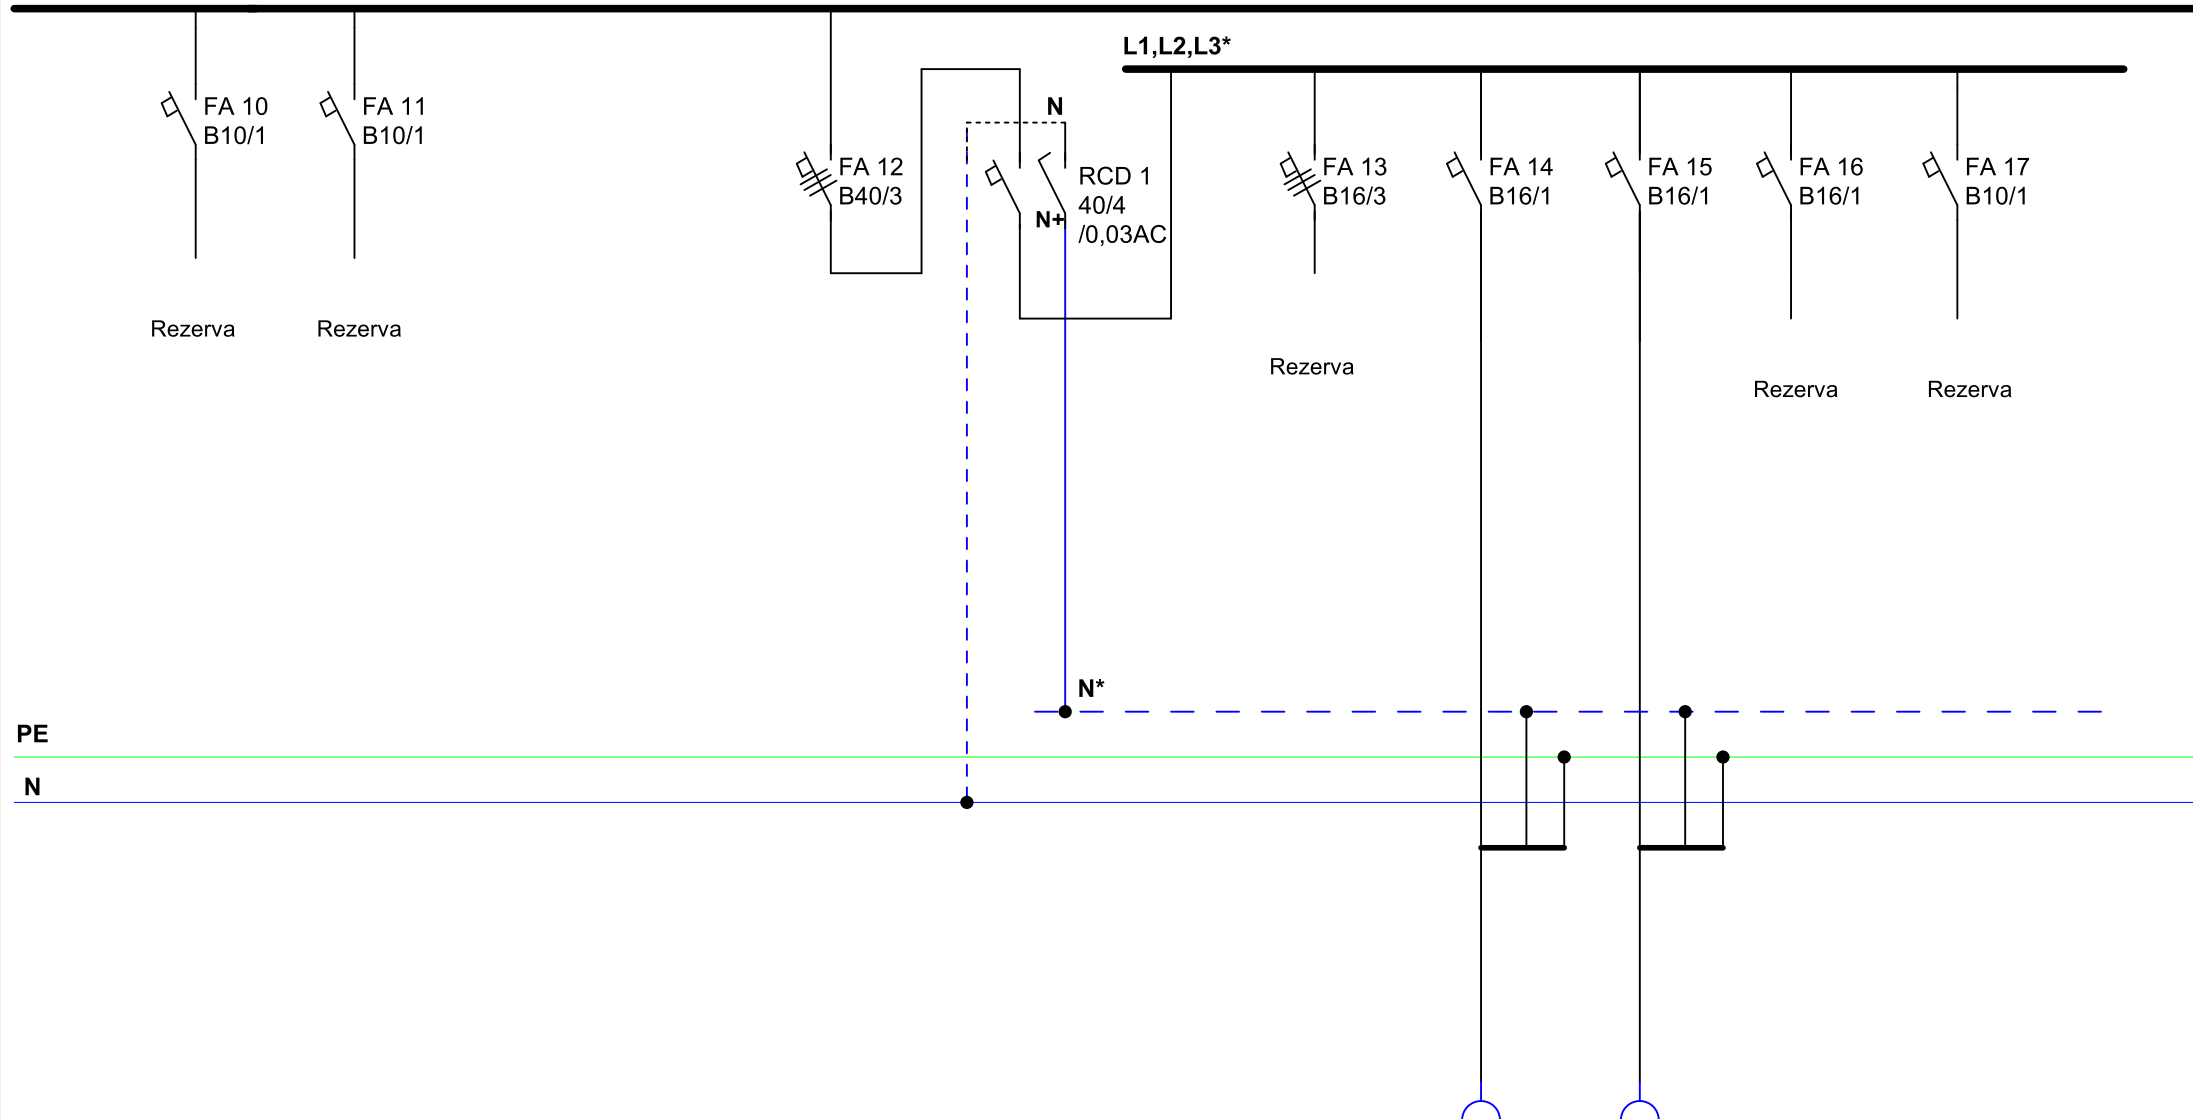 L1,L2,L3*
FA 10
B10/1
FA 11
B10/1
N
FA 12
B40/3
RCD 1
40/4
/0,03AC
N+
FA 13
B16/3
FA 14
B16/1
FA 15
B16/1
FA 16
B16/1
FA 17
B10/1
Rezerva
Rezerva
Rezerva
Rezerva
Rezerva
N*
PE
N